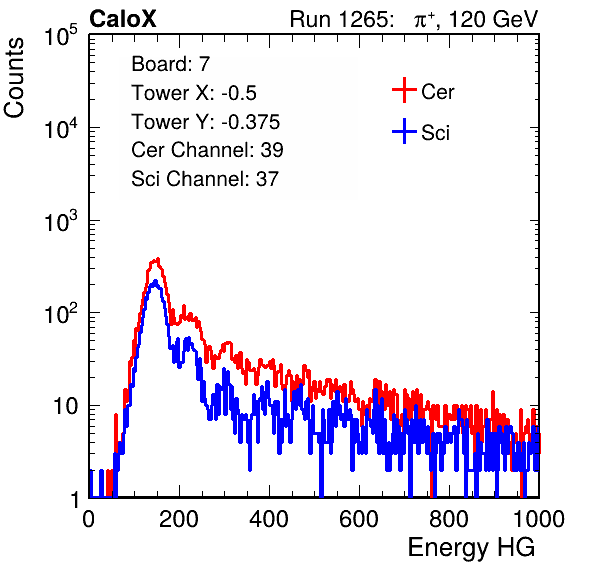 CaloX Run 1265: π⁺, 120 GeV
Counts
10⁵
10⁴
10³
10²
10
1
Board: 7
Tower X: -0.5
Tower Y: -0.375
Cer Channel: 39
Sci Channel: 37
Cer
Sci
0 200 400 600 800 1000
Energy HG